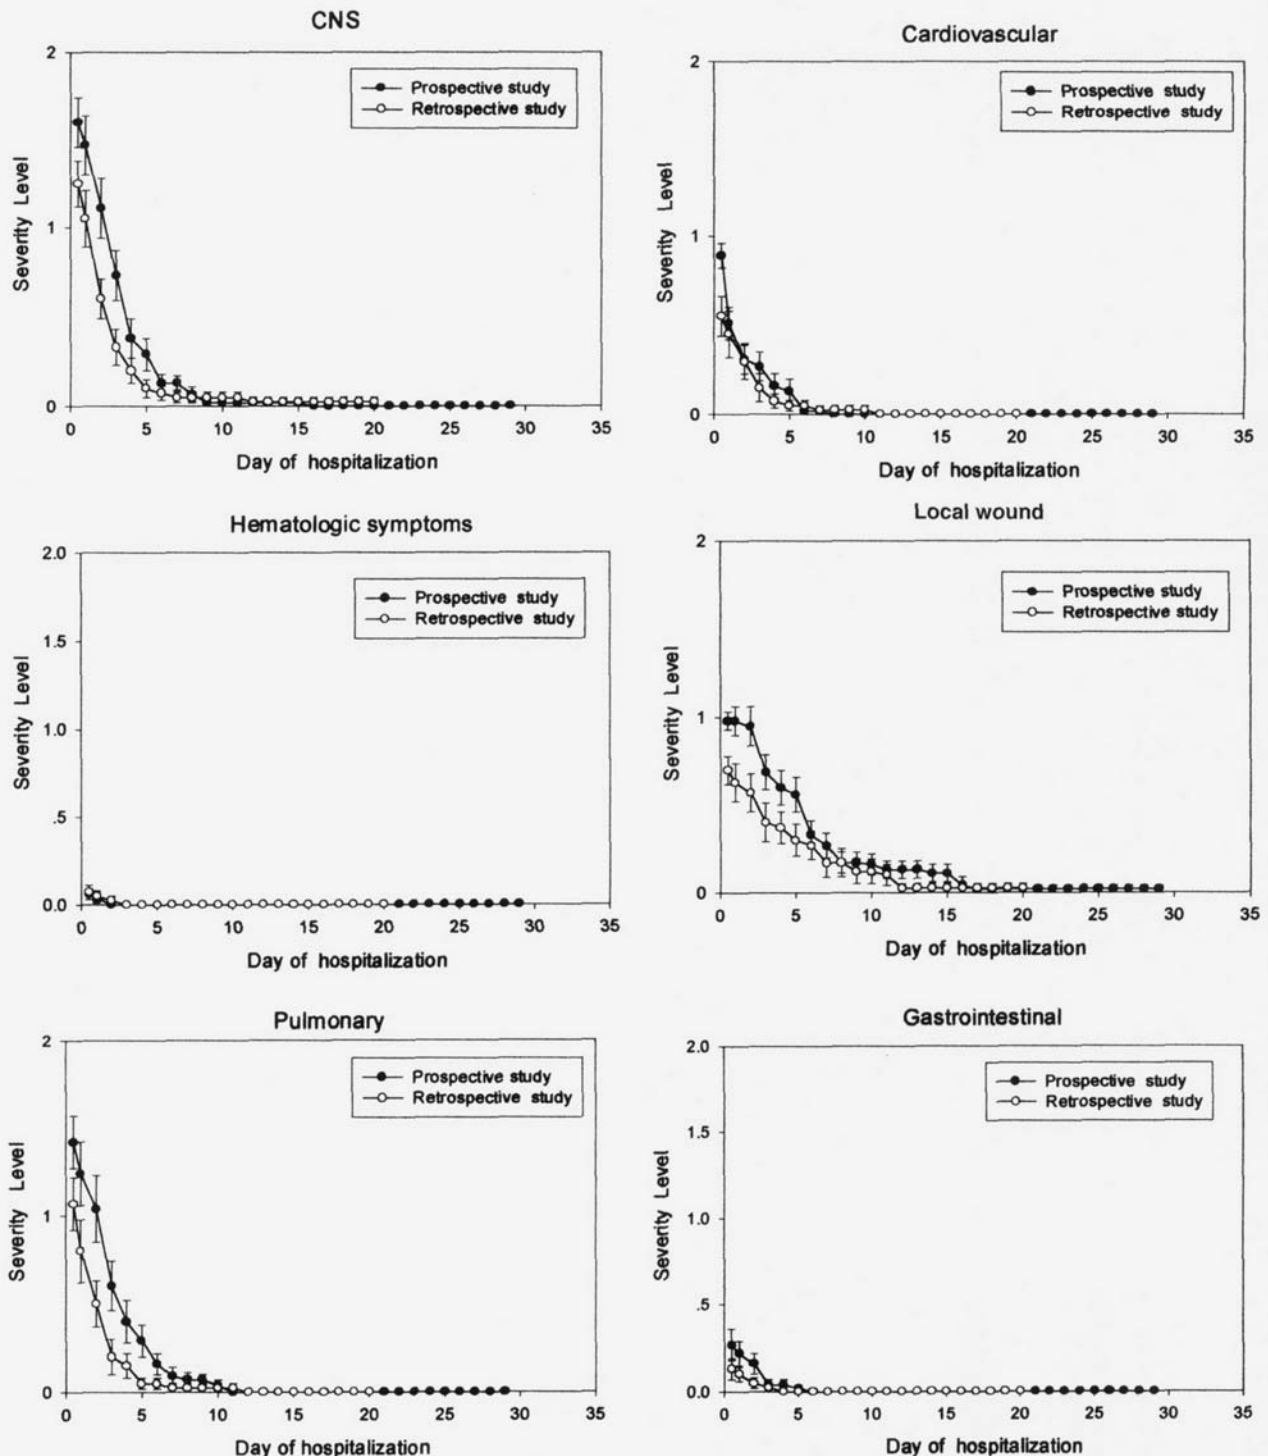 CNS
2
1
0
Severity Level
Prospective study
Retrospective study
0 5 10 15 20 25 30 35
Day of hospitalization
Cardiovascular
2
1
0
Severity Level
Prospective study
Retrospective study
0 5 10 15 20 25 30 35
Day of hospitalization
Hematologic symptoms
2.0
1.5
1.0
.5
0.0
Severity Level
Prospective study
Retrospective study
0 5 10 15 20 25 30 35
Day of hospitalization
Local wound
2
1
0
Severity Level
Prospective study
Retrospective study
0 5 10 15 20 25 30 35
Day of hospitalization
Pulmonary
2
1
0
Severity Level
Prospective study
Retrospective study
0 5 10 15 20 25 30 35
Day of hospitalization
Gastrointestinal
2.0
1.5
1.0
.5
0.0
Severity Level
Prospective study
Retrospective study
0 5 10 15 20 25 30 35
Day of hospitalization